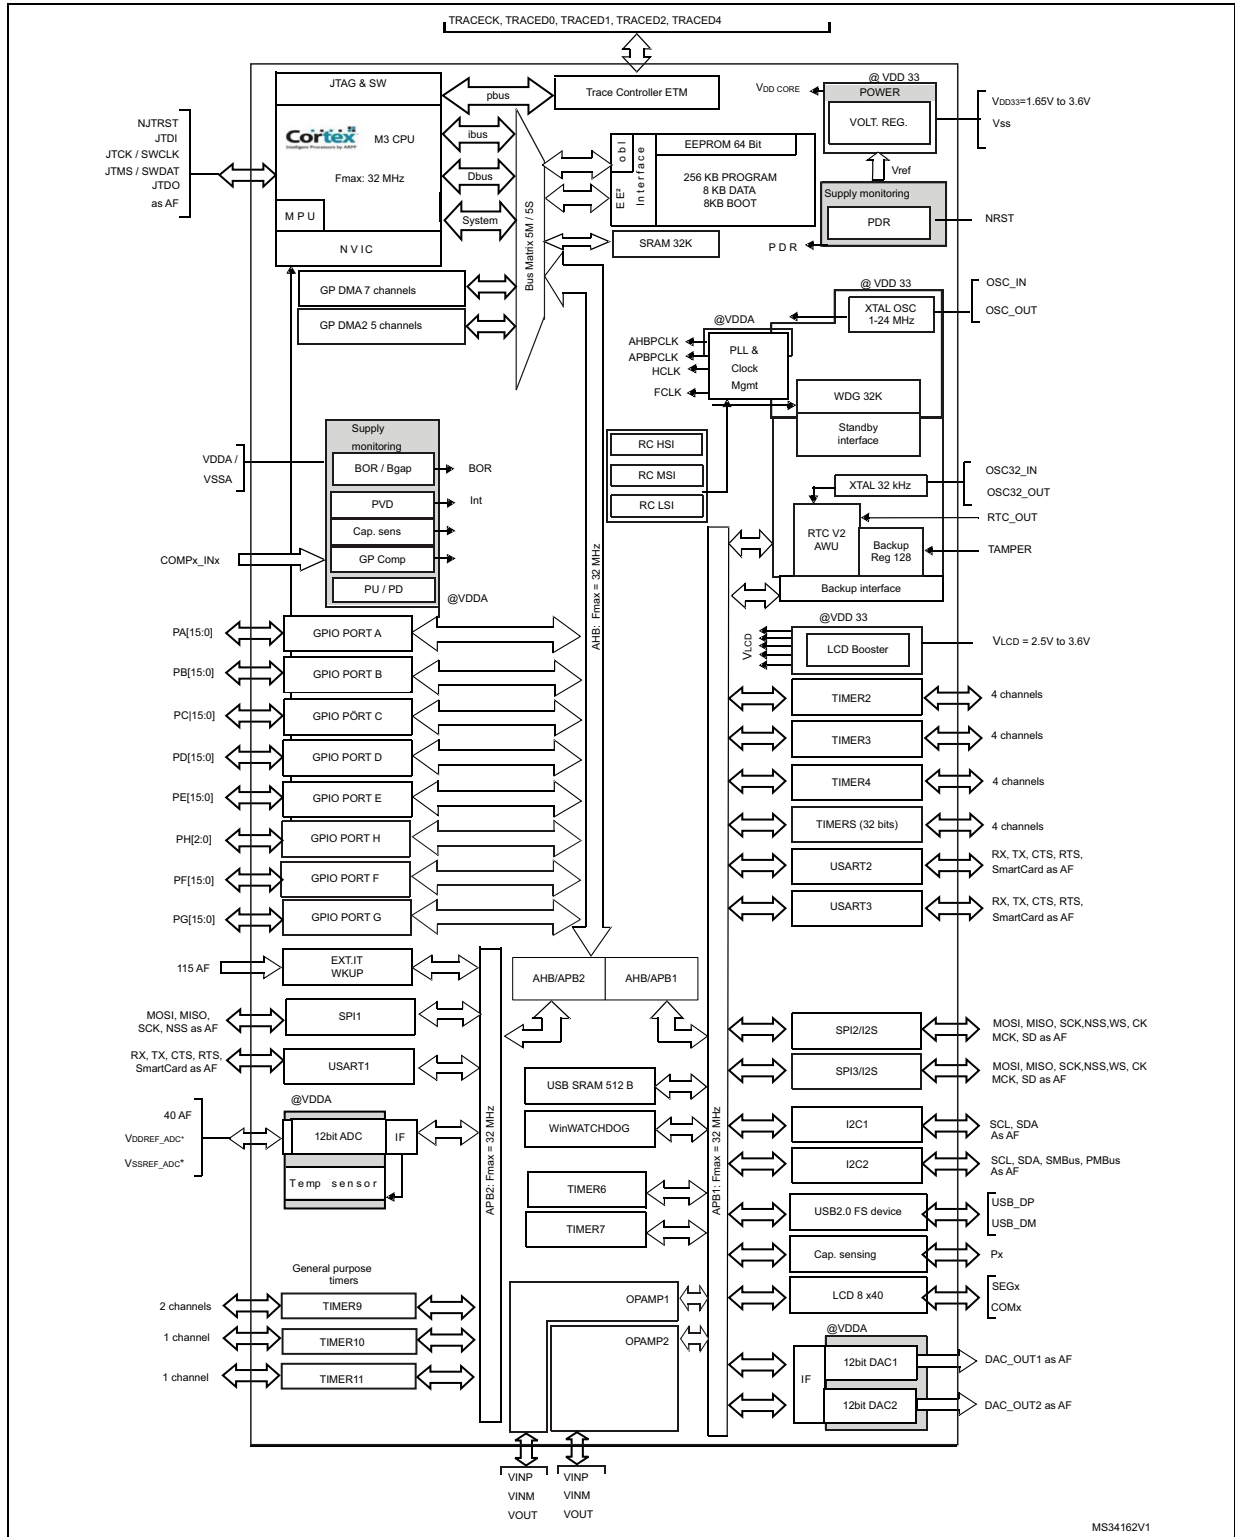 TRACECK, TRACED0, TRACED1, TRACED2, TRACED4
JTAG & SW
pbus
Trace Controller ETM
VDD CORE
@ VDD 33
POWER
VOLT. REG.
VDD33=1.65V to 3.6V
Vss
NJTRST
JTDI
JTCK / SWCLK
JTMS / SWDAT
JTDO
as AF
Cortex
Intelligent Processors by ARM
M3 CPU
Fmax: 32 MHz
ibus
Dbus
System
M P U
N V I C
Bus Matrix 5M / 5S
obl
EE² Interface
EEPROM 64 Bit
256 KB PROGRAM
8 KB DATA
8KB BOOT
SRAM 32K
Vref
Supply monitoring
PDR
NRST
P D R
GP DMA 7 channels
GP DMA2 5 channels
@ VDD 33
XTAL OSC
1-24 MHz
OSC_IN
OSC_OUT
@VDDA
AHBPCLK
APBPCLK
HCLK
FCLK
PLL &
Clock
Mgmt
WDG 32K
Standby
interface
RC HSI
RC MSI
RC LSI
Supply
monitoring
VDDA /
VSSA
BOR / Bgap
BOR
PVD
Int
Cap. sens
COMPx_INx
GP Comp
PU / PD
@VDDA
XTAL 32 kHz
OSC32_IN
OSC32_OUT
RTC V2
AWU
RTC_OUT
Backup
Reg 128
TAMPER
Backup interface
AHB: Fmax = 32 MHz
@VDD 33
VLCD
LCD Booster
VLCD = 2.5V to 3.6V
PA[15:0]
GPIO PORT A
PB[15:0]
GPIO PORT B
PC|15:0]
GPIO PÖRT C
PD[15:0]
GPIO PORT D
PE[15:0]
GPIO PORT E
PH[2:0]
GPIO PORT H
PF[15:0]
GPIO PORT F
PG[15:0]
GPIO PORT G
TIMER2
4 channels
TIMER3
4 channels
TIMER4
4 channels
TIMERS (32 bits)
4 channels
USART2
RX, TX, CTS, RTS,
SmartCard as AF
USART3
RX, TX, CTS, RTS,
SmartCard as AF
115 AF
EXT.IT
WKUP
AHB/APB2
AHB/APB1
MOSI, MISO,
SCK, NSS as AF
SPI1
RX, TX, CTS, RTS,
SmartCard as AF
USART1
SPI2/I2S
MOSI, MISO, SCK,NSS,WS, CK
MCK, SD as AF
SPI3/I2S
MOSI, MISO, SCK,NSS,WS, CK
MCK, SD as AF
USB SRAM 512 B
WinWATCHDOG
@VDDA
40 AF
VDDREF_ADC*
VSSREF_ADC*
12bit ADC
IF
Temp sensor
APB2: Fmax = 32 MHz
APB1: Fmax = 32 MHz
I2C1
SCL, SDA
As AF
I2C2
SCL, SDA, SMBus, PMBus
As AF
TIMER6
TIMER7
USB2.0 FS device
USB_DP
USB_DM
Cap. sensing
Px
LCD 8 x40
SEGx
COMx
General purpose
timers
2 channels
TIMER9
1 channel
TIMER10
1 channel
TIMER11
OPAMP1
OPAMP2
@VDDA
IF
12bit DAC1
DAC_OUT1 as AF
12bit DAC2
DAC_OUT2 as AF
VINP
VINM
VOUT
VINP
VINM
VOUT
MS34162V1